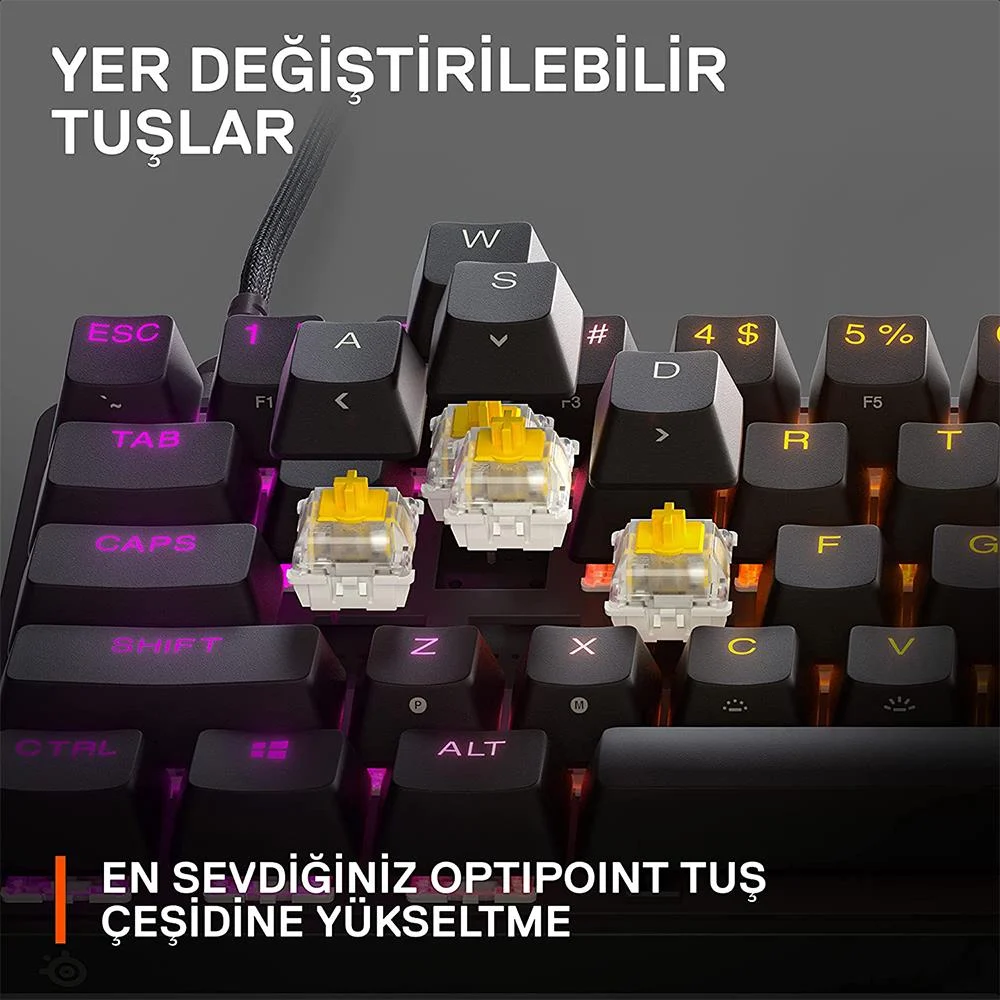 YER DEĞİŞTİRİLEBİLİR
TUŞLAR
W
S
ESC
1
A
#
4 $
5 %
`~
F1
F3
D
F5
TAB
R
T
CAPS
F
G
SHIFT
Z
X
C
V
P
M
CTRL
ALT
EN SEVDİĞİNİZ OPTIPOINT TUŞ
ÇEŞİDİNE YÜKSELTME